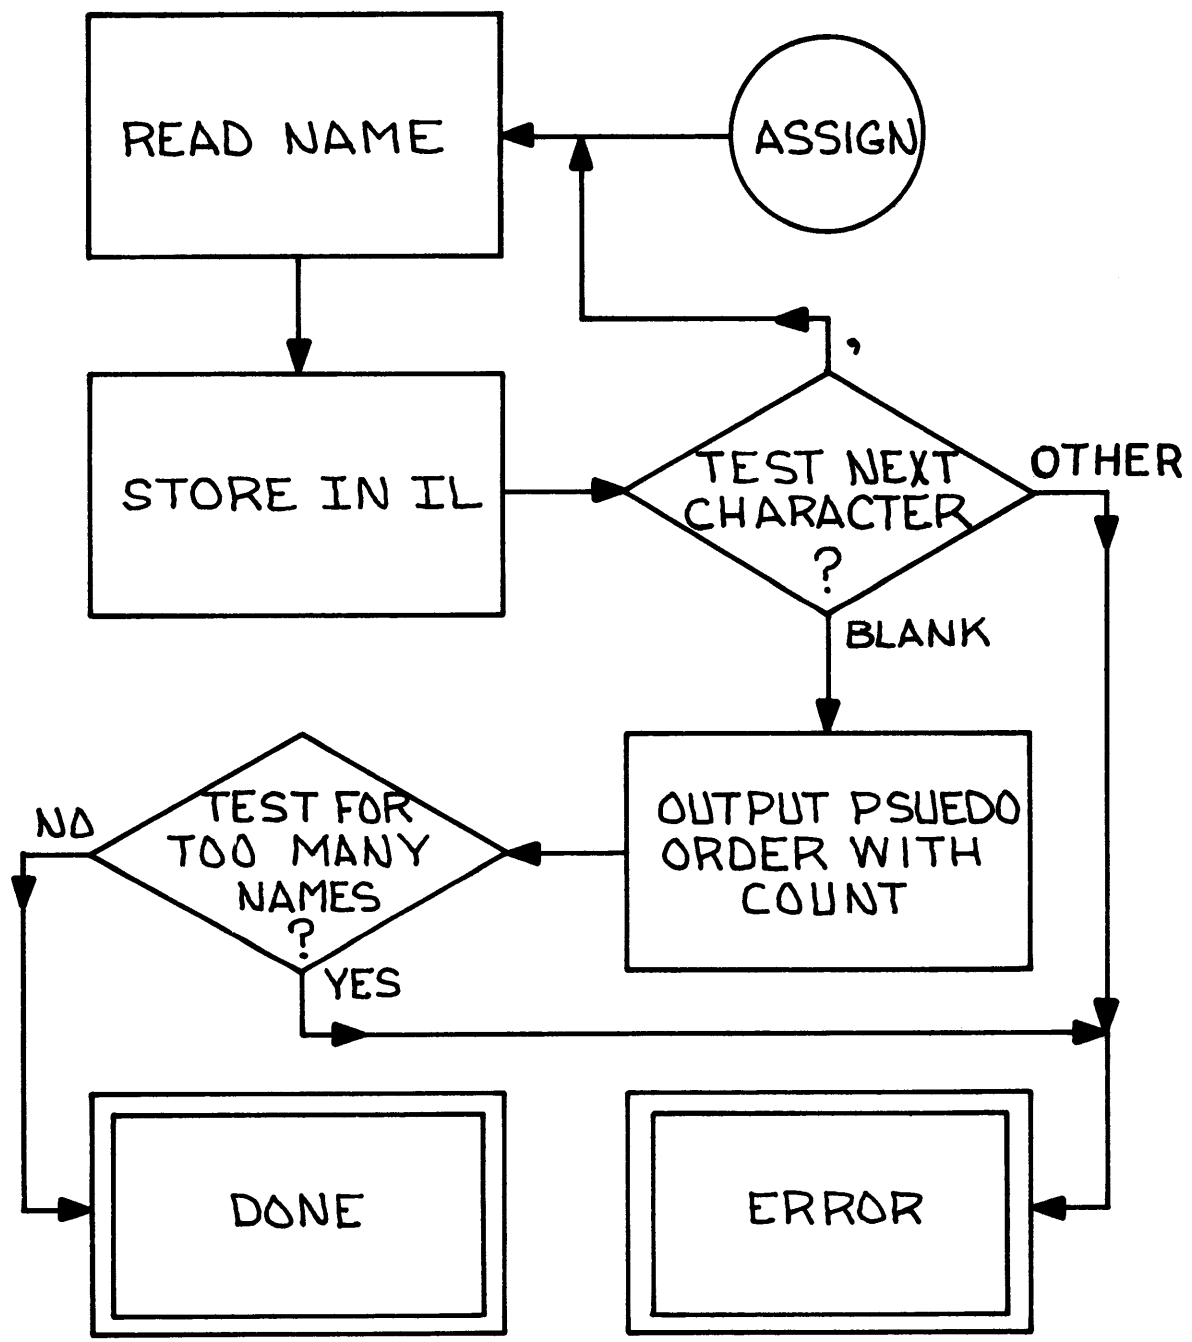 READ NAME
ASSIGN
,
STORE IN IL
TEST NEXT
CHARACTER
?
OTHER
BLANK
OUTPUT PSUEDO
ORDER WITH
COUNT
TEST FOR
TOO MANY
NAMES
?
NO
YES
DONE
ERROR